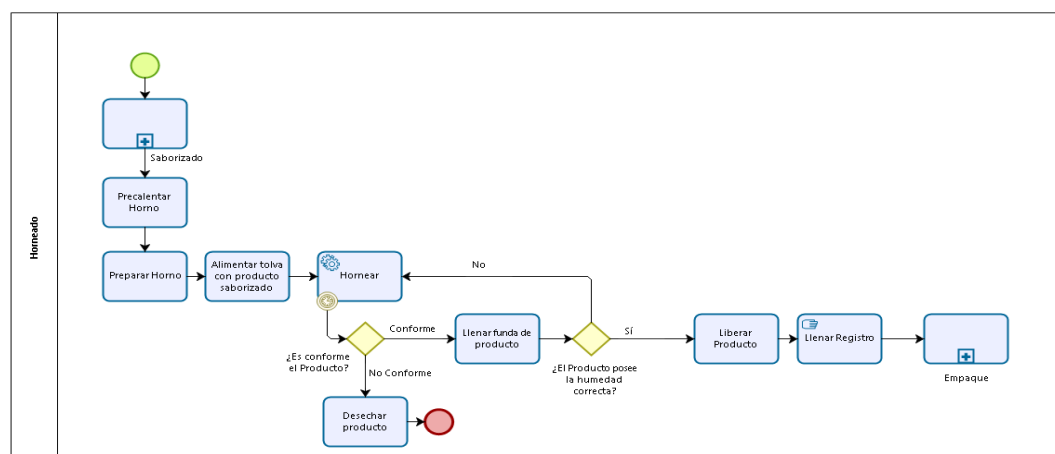 Horneado
Saborizado
Precalentar
Horno
Preparar Horno
Alimentar tolva
con producto
saborizado
Hornear
No
¿Es conforme
el Producto?
Conforme
No Conforme
Desechar
producto
Llenar funda de
producto
¿El Producto posee
la humedad
correcta?
Sí
Liberar
Producto
Llenar Registro
Empaque